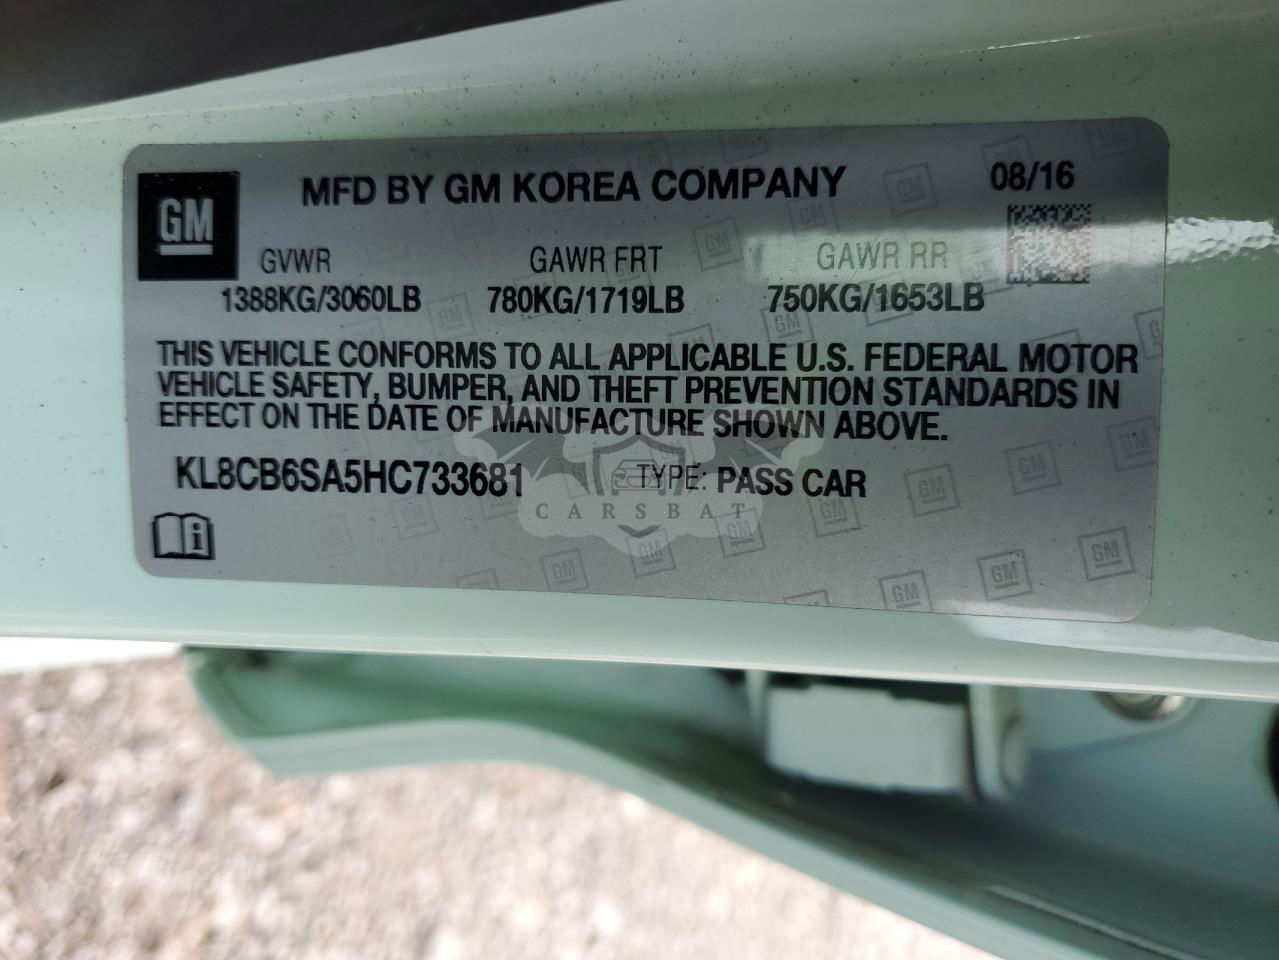 GM
MFD BY GM KOREA COMPANY
08/16
GVWR GAWR FRT GAWR RR
1388KG/3060LB 780KG/1719LB 750KG/1653LB
THIS VEHICLE CONFORMS TO ALL APPLICABLE U.S. FEDERAL MOTOR
VEHICLE SAFETY, BUMPER, AND THEFT PREVENTION STANDARDS IN
EFFECT ON THE DATE OF MANUFACTURE SHOWN ABOVE.
KL8CB6SA5HC733681 TYPE: PASS CAR
CARSBAT